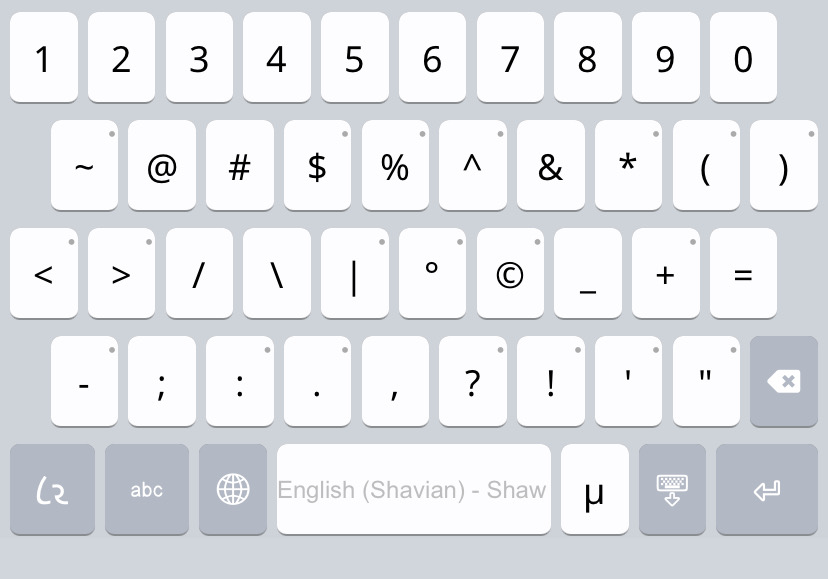 1 2 3 4 5 6 7 8 9 0
~ @ # $ % ^ & * ( )
< > / \ | ° © _ + =
- ; : . , ? ! ' "
abc English (Shavian) - Shaw µ